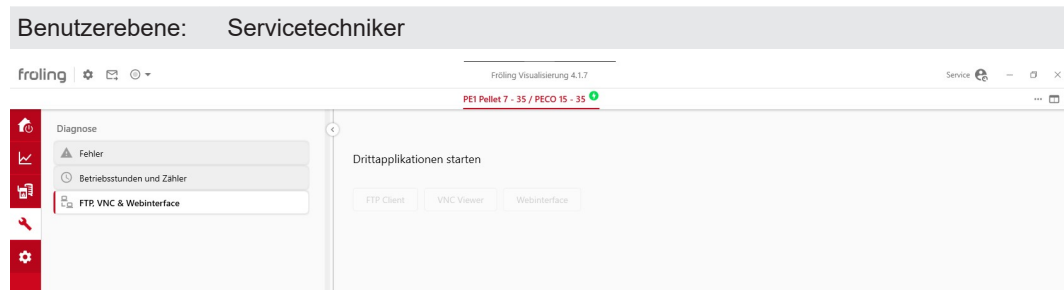 Benutzerebene: Servicetechniker
froling
Fröling Visualisierung 4.1.7
Service
PE1 Pellet 7 - 35 / PECO 15 - 35
Diagnose
Fehler
Betriebsstunden und Zähler
FTP, VNC & Webinterface
Drittapplikationen starten
FTP Client VNC Viewer Webinterface